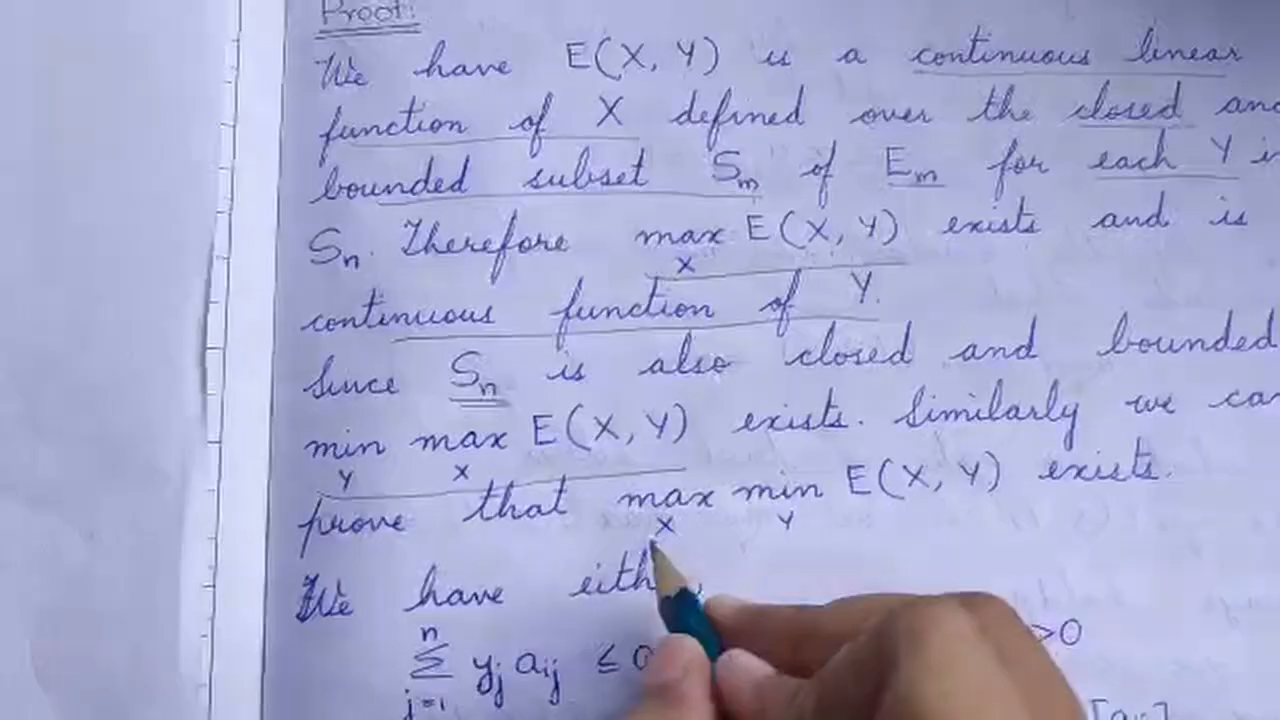 Proof:
We have E(X, Y) is a continuous linear
function of X defined over the closed and
bounded subset Sm of Em for each Y in
Sn. Therefore max E(X, Y) exists and is
X
continuous function of Y.
Since Sn is also closed and bounded
min max E(X, Y) exists. Similarly we can
Y X
prove that max min E(X, Y) exists.
X Y
We have eith
n
Σ yj aij ≤ 0 >0
j=1